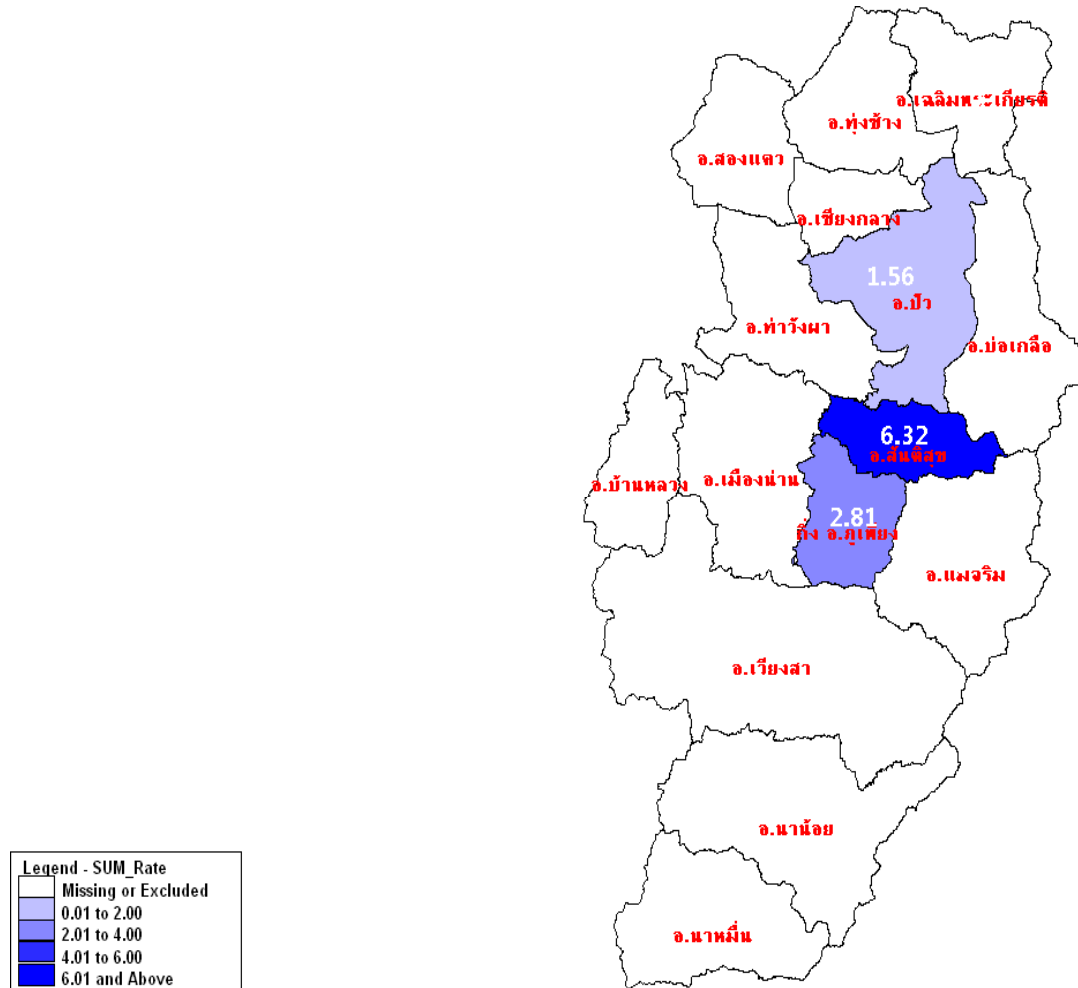 อ.เฉลิมพระเกียรติ
อ.ทุ่งช้าง
อ.สองแคว
อ.เชียงกลาง
1.56
อ.ปัว
อ.ท่าวังผา
อ.บ่อเกลือ
6.32
อ.สันติสุข
อ.บ้านหลวง
อ.เมืองน่าน
2.81
กิ่ง อ.ภูเพียง
อ.แมจริม
อ.เวียงสา
อ.นาน้อย
อ.นาหมื่น
Legend - SUM_Rate
Missing or Excluded
0.01 to 2.00
2.01 to 4.00
4.01 to 6.00
6.01 and Above